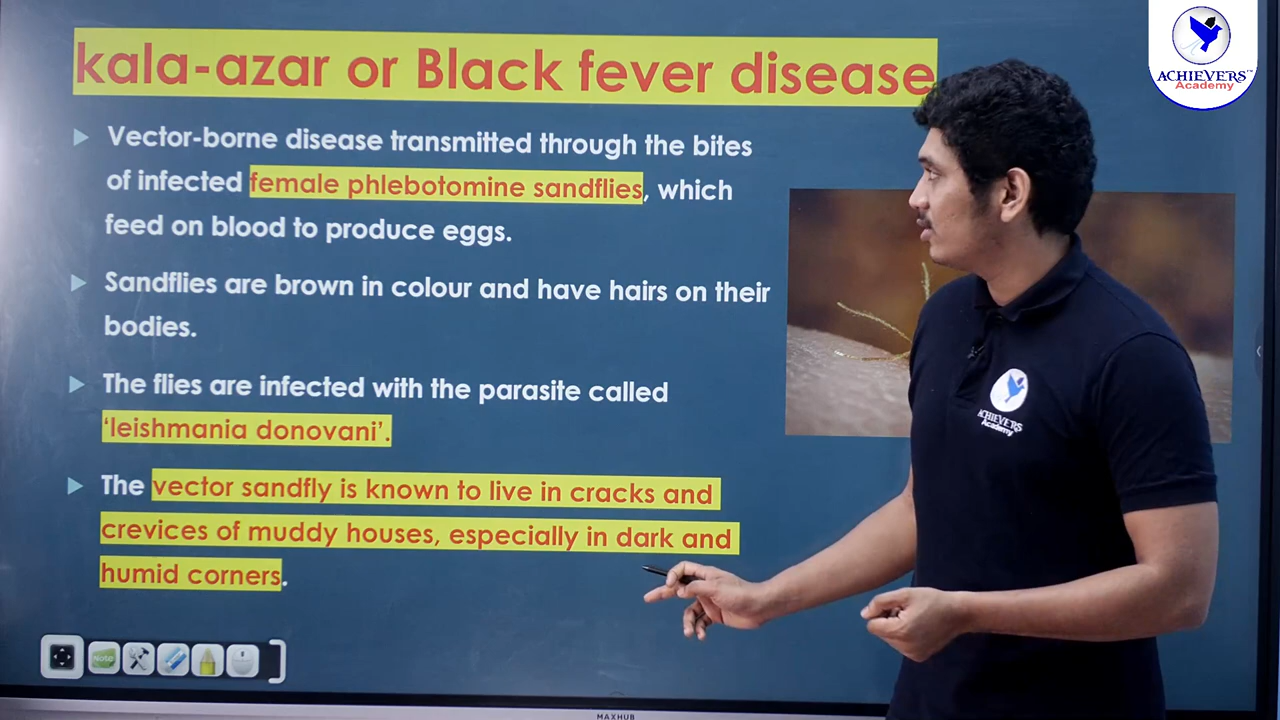 kala-azar or Black fever disease
ACHIEVERS™
Academy
Vector-borne disease transmitted through the bites
of infected female phlebotomine sandflies, which
feed on blood to produce eggs.
Sandflies are brown in colour and have hairs on their
bodies.
The flies are infected with the parasite called
‘leishmania donovani’.
The vector sandfly is known to live in cracks and
crevices of muddy houses, especially in dark and
humid corners.
ACHIEVERS
Academy
Note
MAXHUB